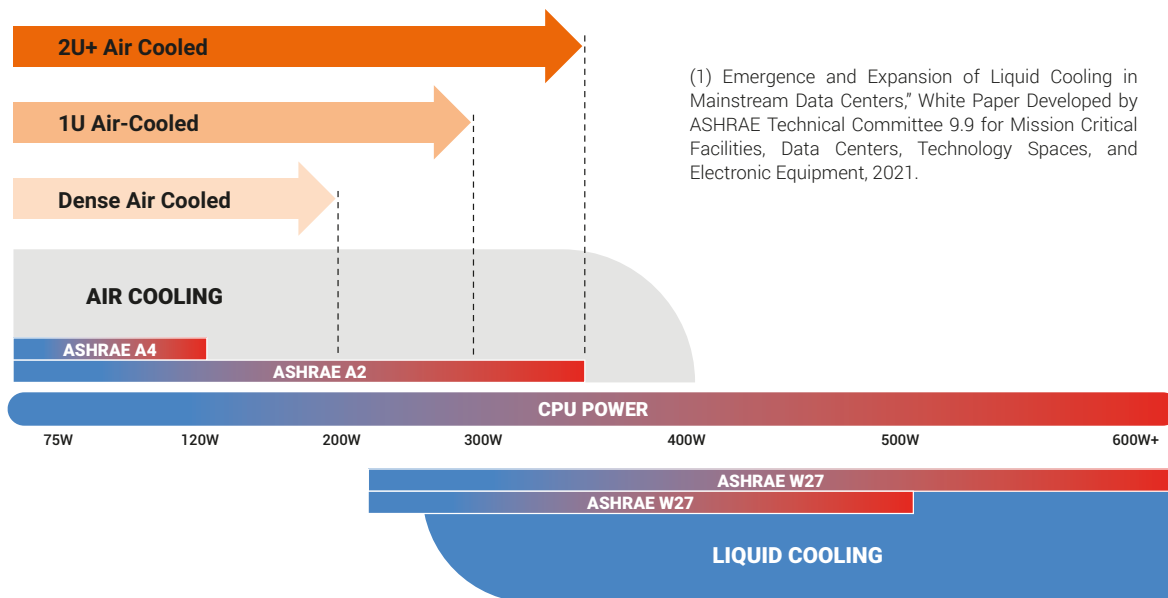 2U+ Air Cooled
(1) Emergence and Expansion of Liquid Cooling in
Mainstream Data Centers,” White Paper Developed by
ASHRAE Technical Committee 9.9 for Mission Critical
Facilities, Data Centers, Technology Spaces, and
Electronic Equipment, 2021.
1U Air-Cooled
Dense Air Cooled
AIR COOLING
ASHRAE A4
ASHRAE A2
CPU POWER
75W 120W 200W 300W 400W 500W 600W+
ASHRAE W27
ASHRAE W27
LIQUID COOLING